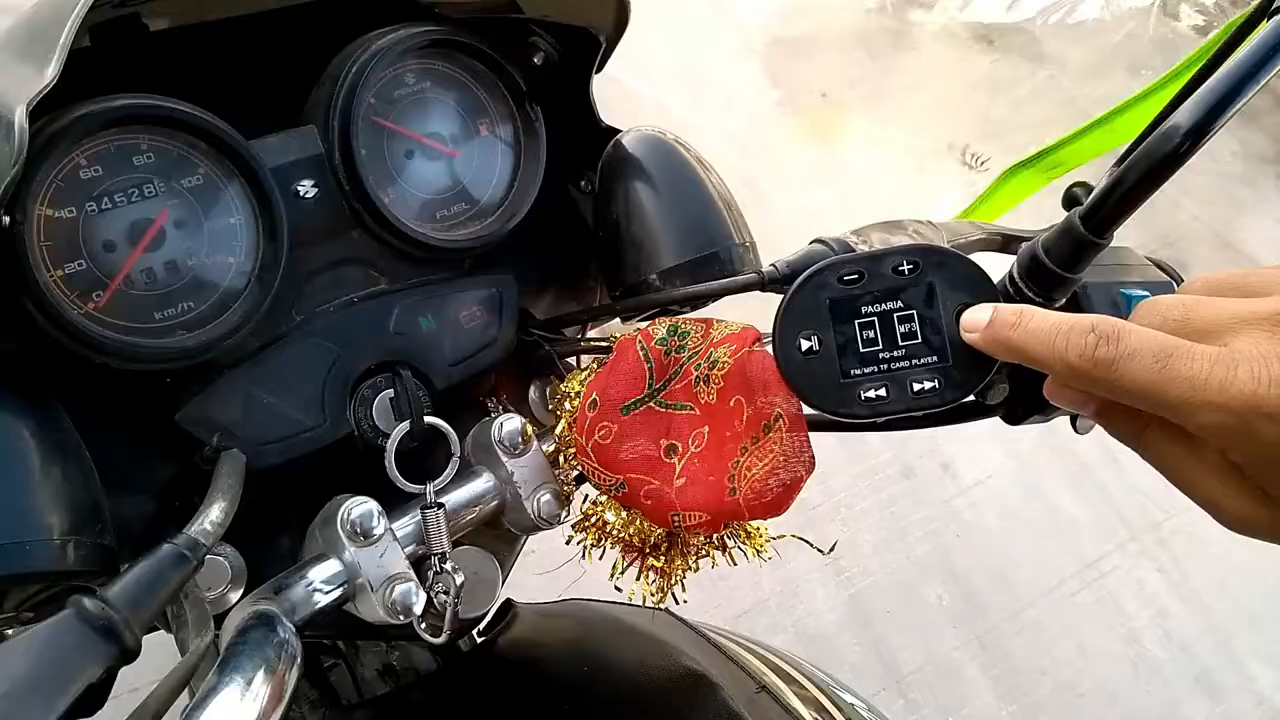 80
60
100
84528
40
20
0
km/h
FUEL
PAGARIA
FM MP3
PG-837
FM/MP3 TF CARD PLAYER
N